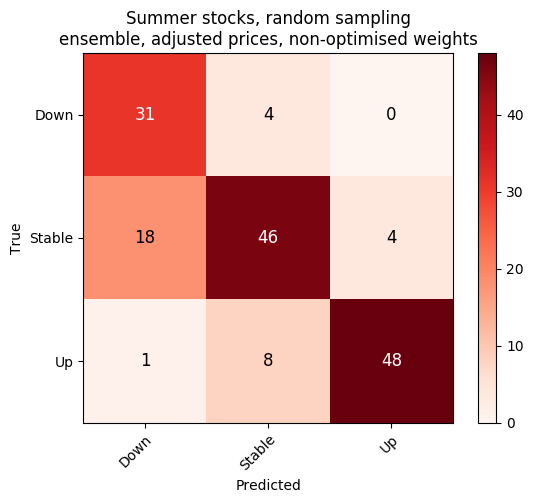 Summer stocks, random sampling
ensemble, adjusted prices, non-optimised weights
Down 31 4 0
Stable 18 46 4
Up 1 8 48
True
Down Stable Up
Predicted
40
30
20
10
0